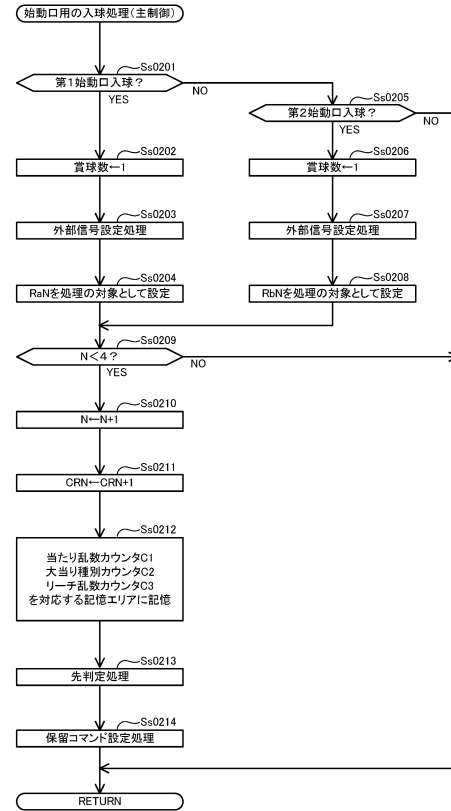 始動口用の入球処理(主制御)
Ss0201
第1始動口入球?
NO
YES
Ss0205
第2始動口入球?
NO
YES
Ss0202
賞球数←1
Ss0206
賞球数←1
Ss0203
外部信号設定処理
Ss0207
外部信号設定処理
Ss0204
RaNを処理の対象として設定
Ss0208
RbNを処理の対象として設定
Ss0209
N<4?
NO
YES
Ss0210
N←N+1
Ss0211
CRN←CRN+1
Ss0212
当たり乱数カウンタC1
大当り種別カウンタC2
リーチ乱数カウンタC3
を対応する記憶エリアに記憶
Ss0213
先判定処理
Ss0214
保留コマンド設定処理
RETURN